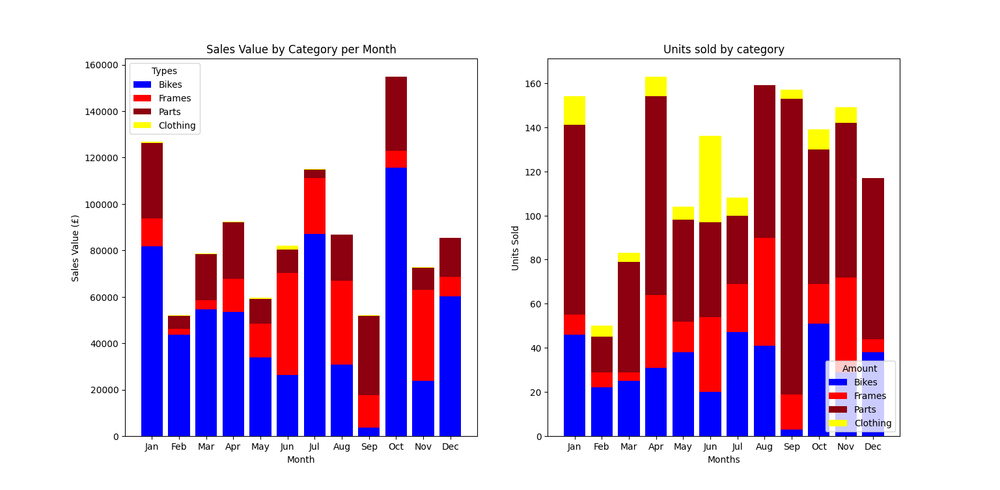 Sales Value by Category per Month
160000
140000
120000
100000
80000
60000
40000
20000
0
Sales Value (£)
Types
Bikes
Frames
Parts
Clothing
Jan Feb Mar Apr May Jun Jul Aug Sep Oct Nov Dec
Month
Units sold by category
160
140
120
100
80
60
40
20
0
Units Sold
Amount
Bikes
Frames
Parts
Clothing
Jan Feb Mar Apr May Jun Jul Aug Sep Oct Nov Dec
Months